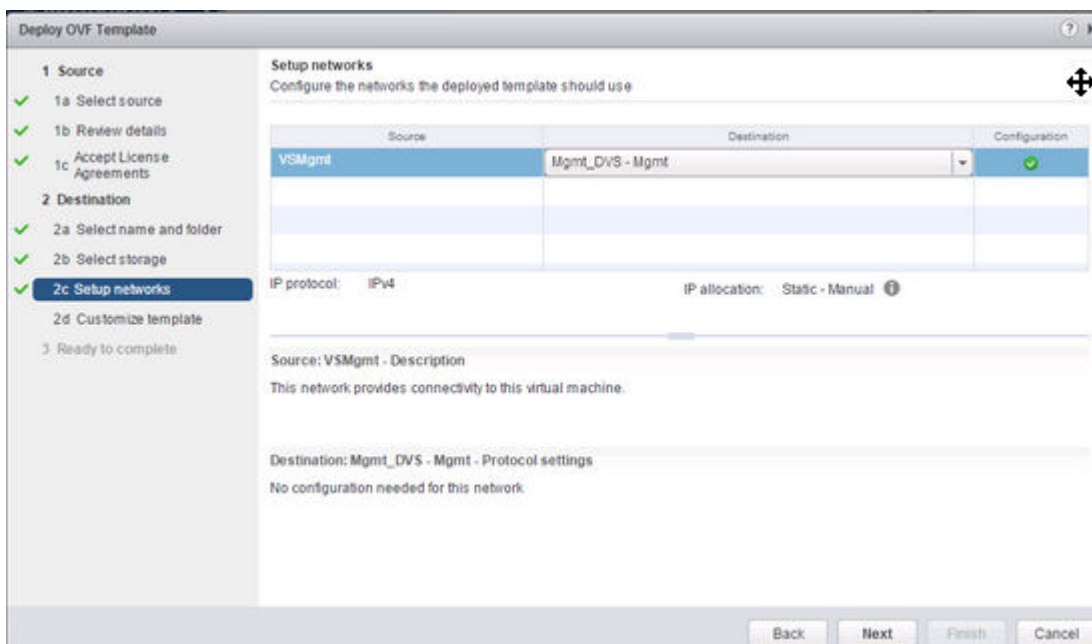 Deploy OVF Template
?
1 Source
1a Select source
1b Review details
1c Accept License
Agreements
2 Destination
2a Select name and folder
2b Select storage
2c Setup networks
2d Customize template
3 Ready to complete
Setup networks
Configure the networks the deployed template should use
Source Destination Configuration
VSMgmt Mgmt_DVS - Mgmt
IP protocol: IPv4 IP allocation: Static - Manual
Source: VSMgmt - Description
This network provides connectivity to this virtual machine.
Destination: Mgmt_DVS - Mgmt - Protocol settings
No configuration needed for this network
Back Next Finish Cancel